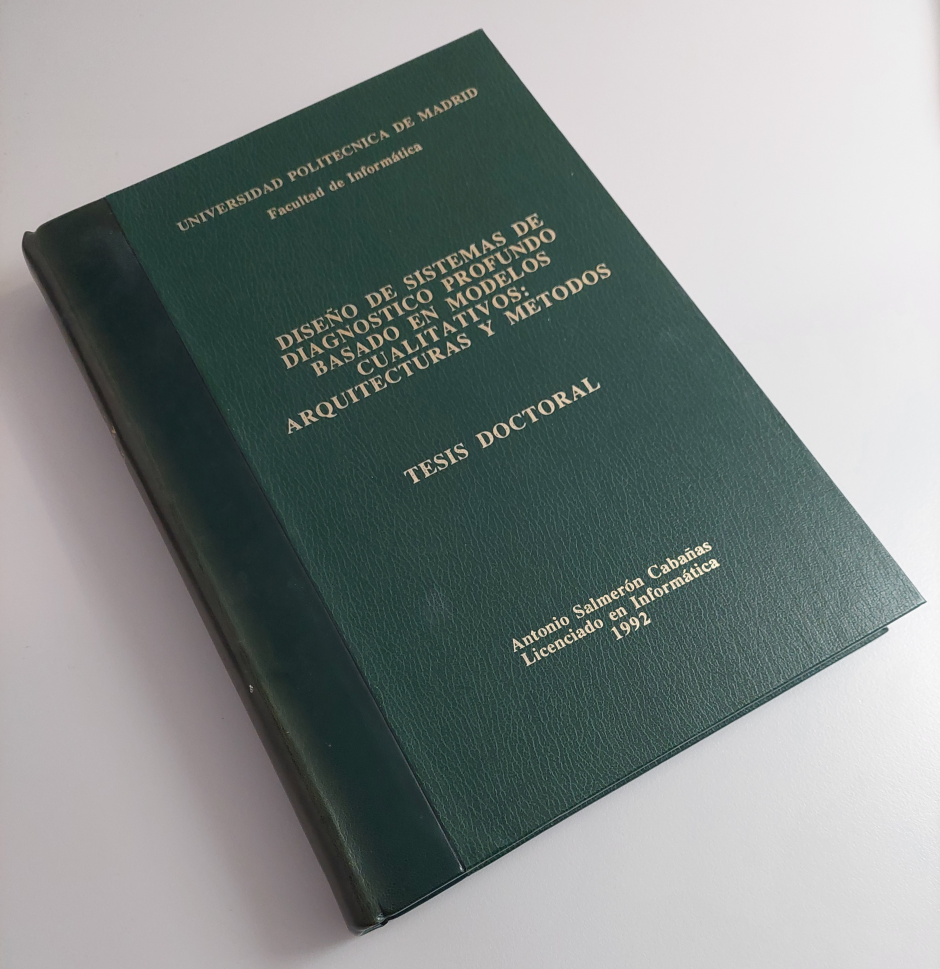 UNIVERSIDAD POLITECNICA DE MADRID
Facultad de Informática
DISEÑO DE SISTEMAS DE
DIAGNOSTICO PROFUNDO
BASADO EN MODELOS
CUALITATIVOS:
ARQUITECTURAS Y METODOS
TESIS DOCTORAL
Antonio Salmerón Cabañas
Licenciado en Informática
1992